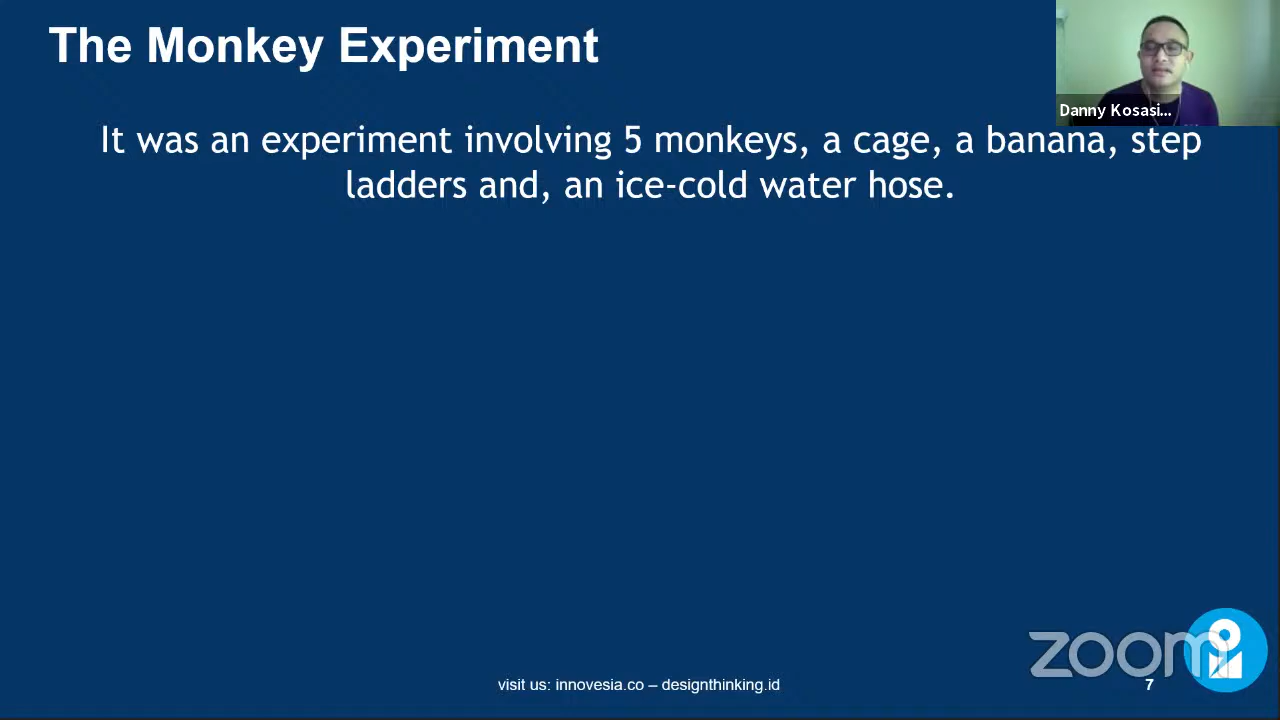 The Monkey Experiment
Danny Kosasi...
It was an experiment involving 5 monkeys, a cage, a banana, step
ladders and, an ice-cold water hose.
zoom
visit us: innovesia.co – designthinking.id
7